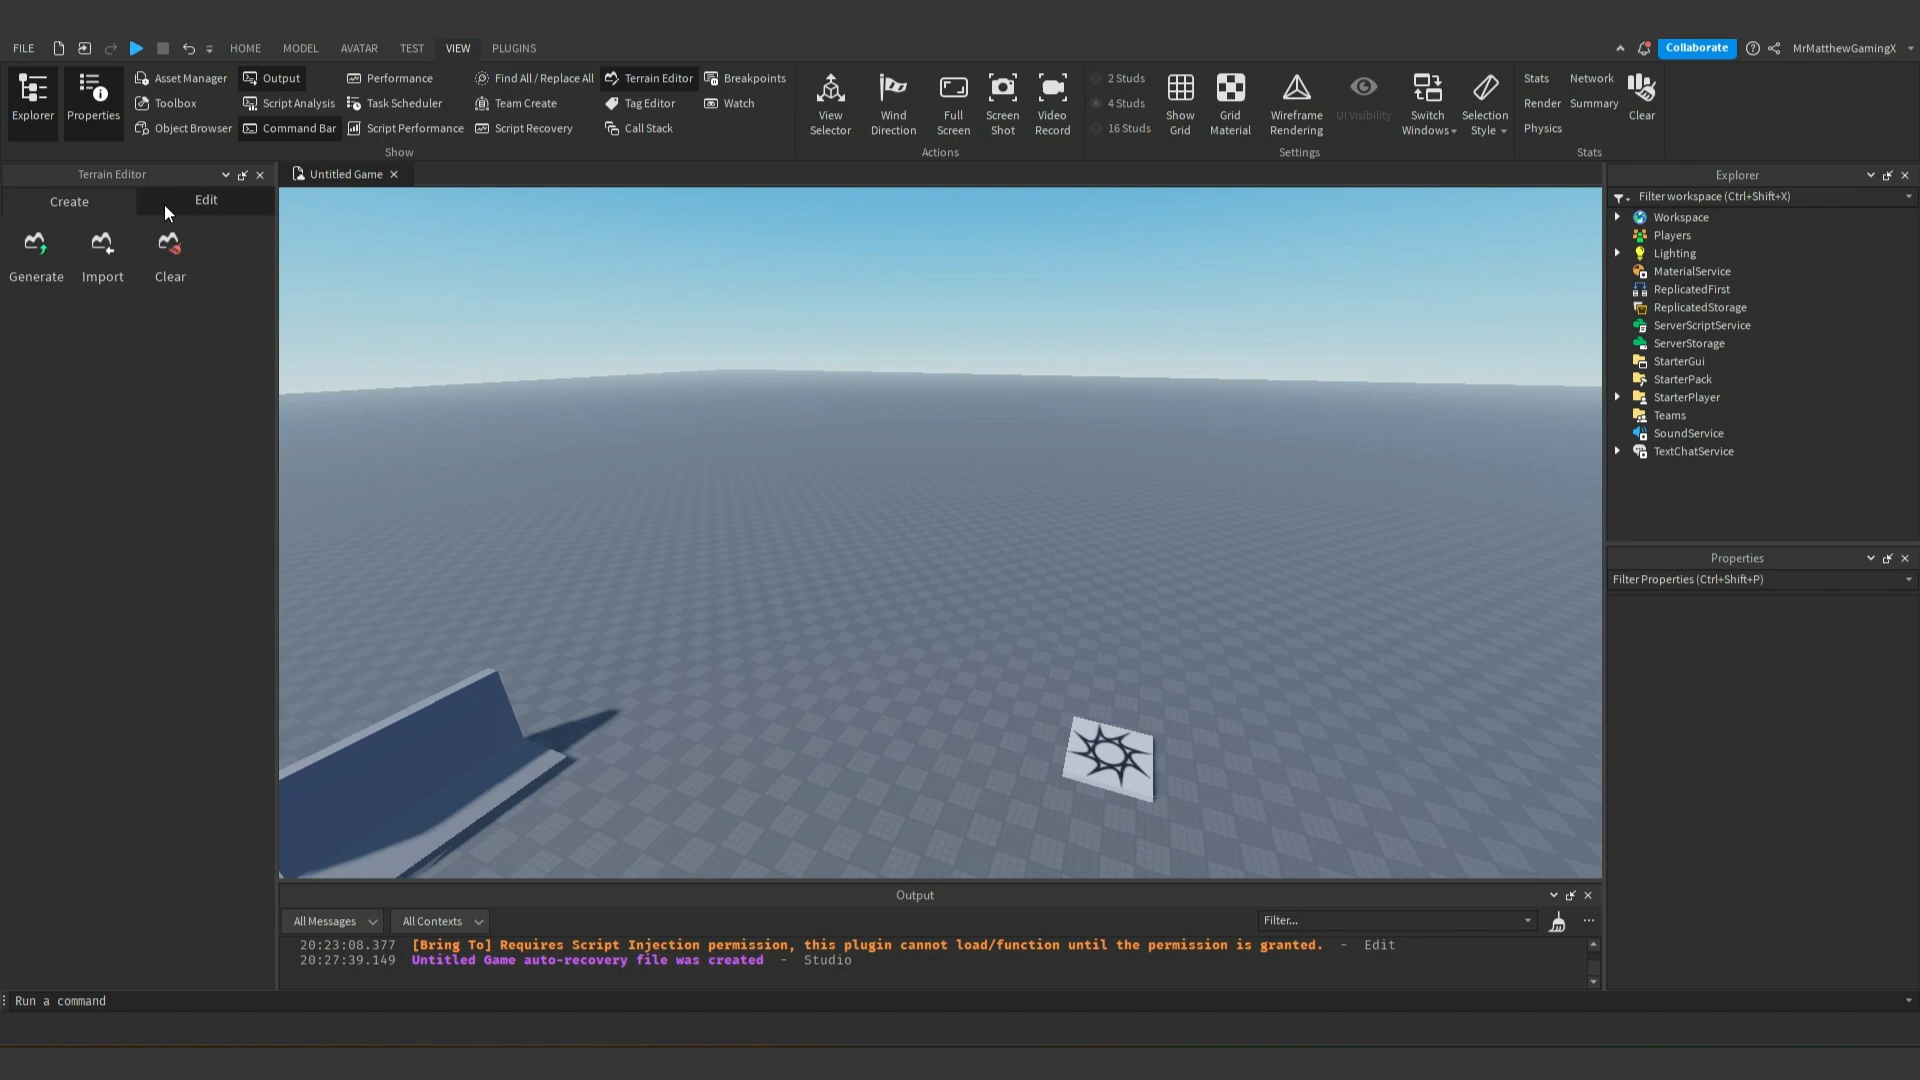 FILE HOME MODEL AVATAR TEST VIEW PLUGINS Collaborate MrMatthewGamingX
Explorer
Properties
Asset Manager
Toolbox
Object Browser
Output
Script Analysis
Command Bar
Performance
Task Scheduler
Script Performance
Find All / Replace All
Team Create
Script Recovery
Terrain Editor
Tag Editor
Call Stack
Breakpoints
Watch
Show
View
Selector
Wind
Direction
Full
Screen
Screen
Shot
Video
Record
Actions
2 Studs
4 Studs
16 Studs
Show
Grid
Grid
Material
Wireframe
Rendering
UI Visibility
Switch
Windows
Selection
Style
Settings
Stats
Network
Render
Summary
Physics
Clear
Stats
Terrain Editor
Create Edit
Generate Import Clear
Untitled Game
Explorer
Filter workspace (Ctrl+Shift+X)
Workspace
Players
Lighting
MaterialService
ReplicatedFirst
ReplicatedStorage
ServerScriptService
ServerStorage
StarterGui
StarterPack
StarterPlayer
Teams
SoundService
TextChatService
Properties
Filter Properties (Ctrl+Shift+P)
Output
All Messages All Contexts Filter...
20:23:08.377 [Bring To] Requires Script Injection permission, this plugin cannot load/function until the permission is granted. - Edit
20:27:39.149 Untitled Game auto-recovery file was created - Studio
Run a command